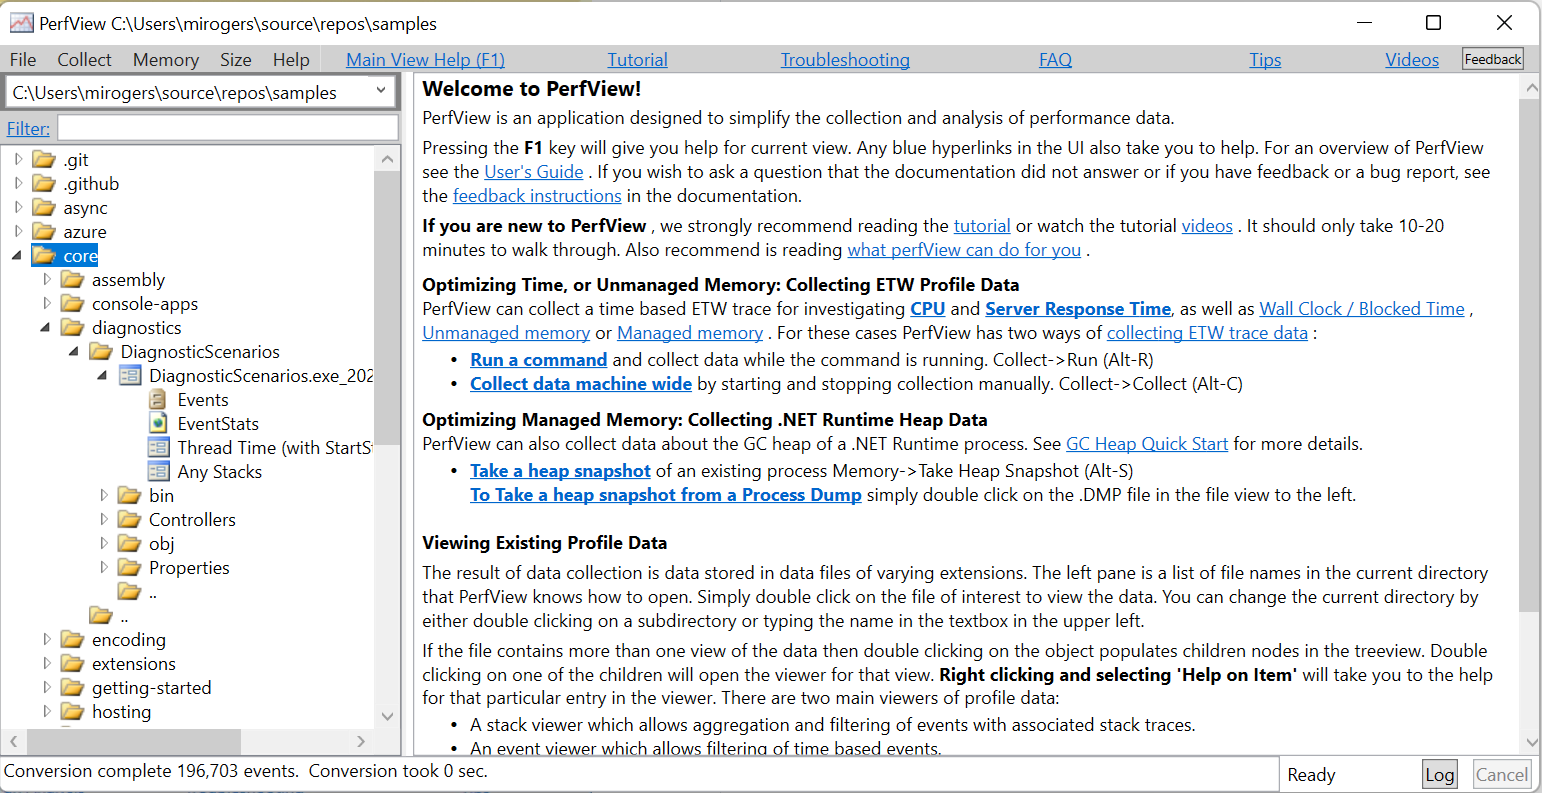 PerfView C:\Users\mirogers\source\repos\samples
File Collect Memory Size Help Main View Help (F1) Tutorial Troubleshooting FAQ Tips Videos Feedback
C:\Users\mirogers\source\repos\samples
Filter:
.git
.github
async
azure
core
assembly
console-apps
diagnostics
DiagnosticScenarios
DiagnosticScenarios.exe_202
Events
EventStats
Thread Time (with StartSt
Any Stacks
bin
Controllers
obj
Properties
..
..
encoding
extensions
getting-started
hosting
Welcome to PerfView!
PerfView is an application designed to simplify the collection and analysis of performance data.
Pressing the F1 key will give you help for current view. Any blue hyperlinks in the UI also take you to help. For an overview of PerfView
see the User's Guide . If you wish to ask a question that the documentation did not answer or if you have feedback or a bug report, see
the feedback instructions in the documentation.
If you are new to PerfView , we strongly recommend reading the tutorial or watch the tutorial videos . It should only take 10-20
minutes to walk through. Also recommend is reading what perfView can do for you .
Optimizing Time, or Unmanaged Memory: Collecting ETW Profile Data
PerfView can collect a time based ETW trace for investigating CPU and Server Response Time, as well as Wall Clock / Blocked Time ,
Unmanaged memory or Managed memory . For these cases PerfView has two ways of collecting ETW trace data :
• Run a command and collect data while the command is running. Collect->Run (Alt-R)
• Collect data machine wide by starting and stopping collection manually. Collect->Collect (Alt-C)
Optimizing Managed Memory: Collecting .NET Runtime Heap Data
PerfView can also collect data about the GC heap of a .NET Runtime process. See GC Heap Quick Start for more details.
• Take a heap snapshot of an existing process Memory->Take Heap Snapshot (Alt-S)
To Take a heap snapshot from a Process Dump simply double click on the .DMP file in the file view to the left.
Viewing Existing Profile Data
The result of data collection is data stored in data files of varying extensions. The left pane is a list of file names in the current directory
that PerfView knows how to open. Simply double click on the file of interest to view the data. You can change the current directory by
either double clicking on a subdirectory or typing the name in the textbox in the upper left.
If the file contains more than one view of the data then double clicking on the object populates children nodes in the treeview. Double
clicking on one of the children will open the viewer for that view. Right clicking and selecting 'Help on Item' will take you to the help
for that particular entry in the viewer. There are two main viewers of profile data:
• A stack viewer which allows aggregation and filtering of events with associated stack traces.
• An event viewer which allows filtering of time based events.
Conversion complete 196,703 events.  Conversion took 0 sec.
Ready Log Cancel